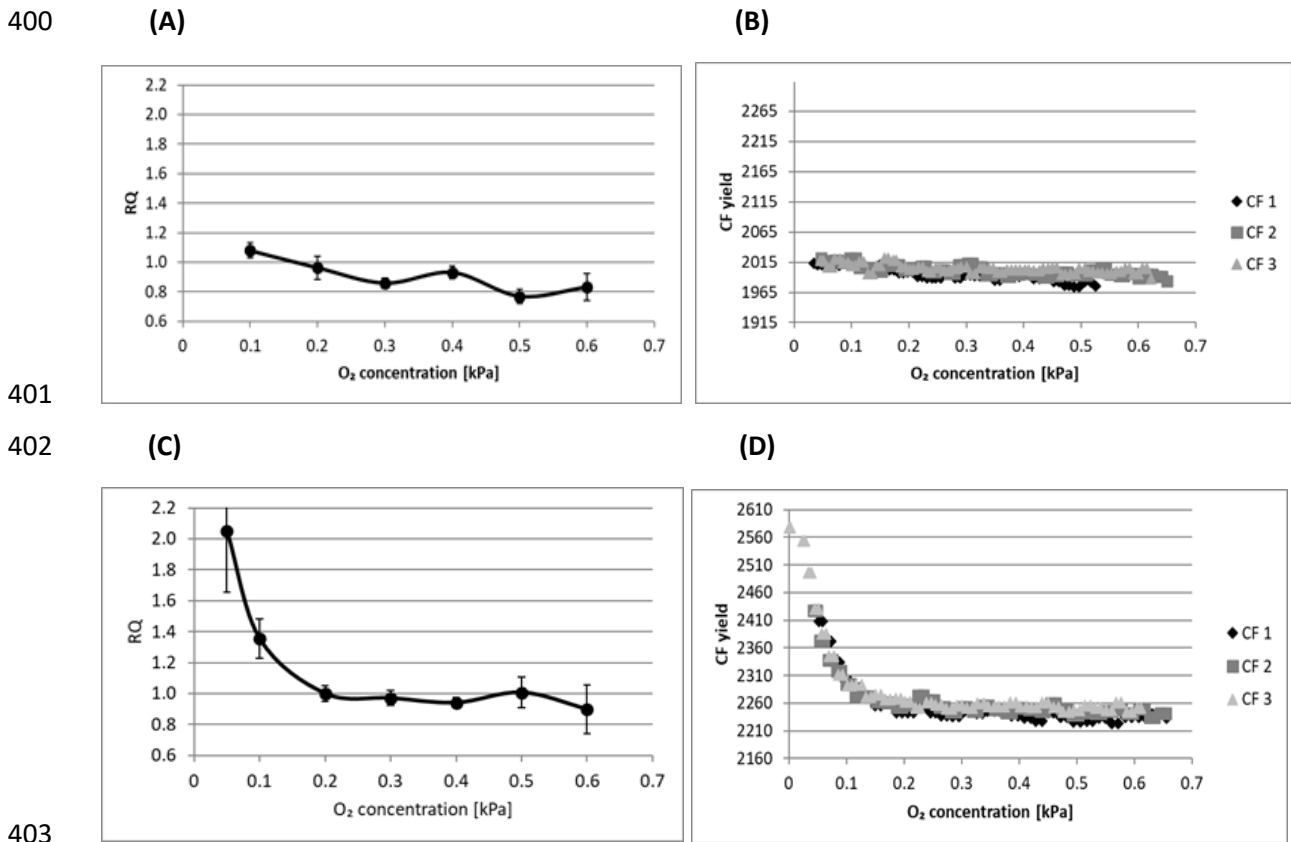 400 (A) (B)
2.2
2.0
1.8
1.6
1.4
1.2
1.0
0.8
0.6
RQ
0 0.1 0.2 0.3 0.4 0.5 0.6 0.7
O₂ concentration [kPa]
2265
2215
2165
2115
2065
2015
1965
1915
CF yield
0 0.1 0.2 0.3 0.4 0.5 0.6 0.7
O₂ concentration [kPa]
CF 1
CF 2
CF 3
401
402 (C) (D)
2.2
2.0
1.8
1.6
1.4
1.2
1.0
0.8
0.6
RQ
0 0.1 0.2 0.3 0.4 0.5 0.6 0.7
O₂ concentration [kPa]
2610
2560
2510
2460
2410
2360
2310
2260
2210
2160
CF yield
0 0.1 0.2 0.3 0.4 0.5 0.6 0.7
O₂ concentration [kPa]
CF 1
CF 2
CF 3
403